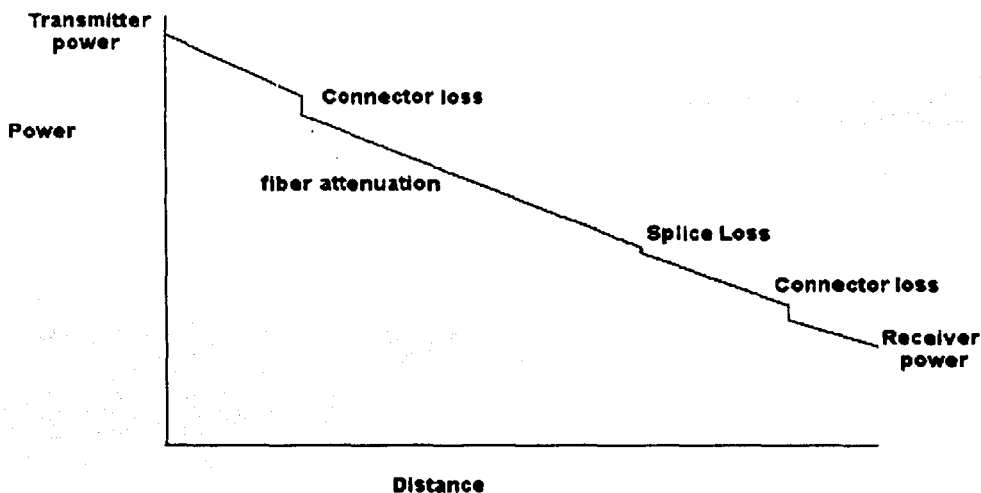 Transmitter
power
Connector loss
Power
fiber attenuation
Splice Loss
Connector loss
Receiver
power
Distance